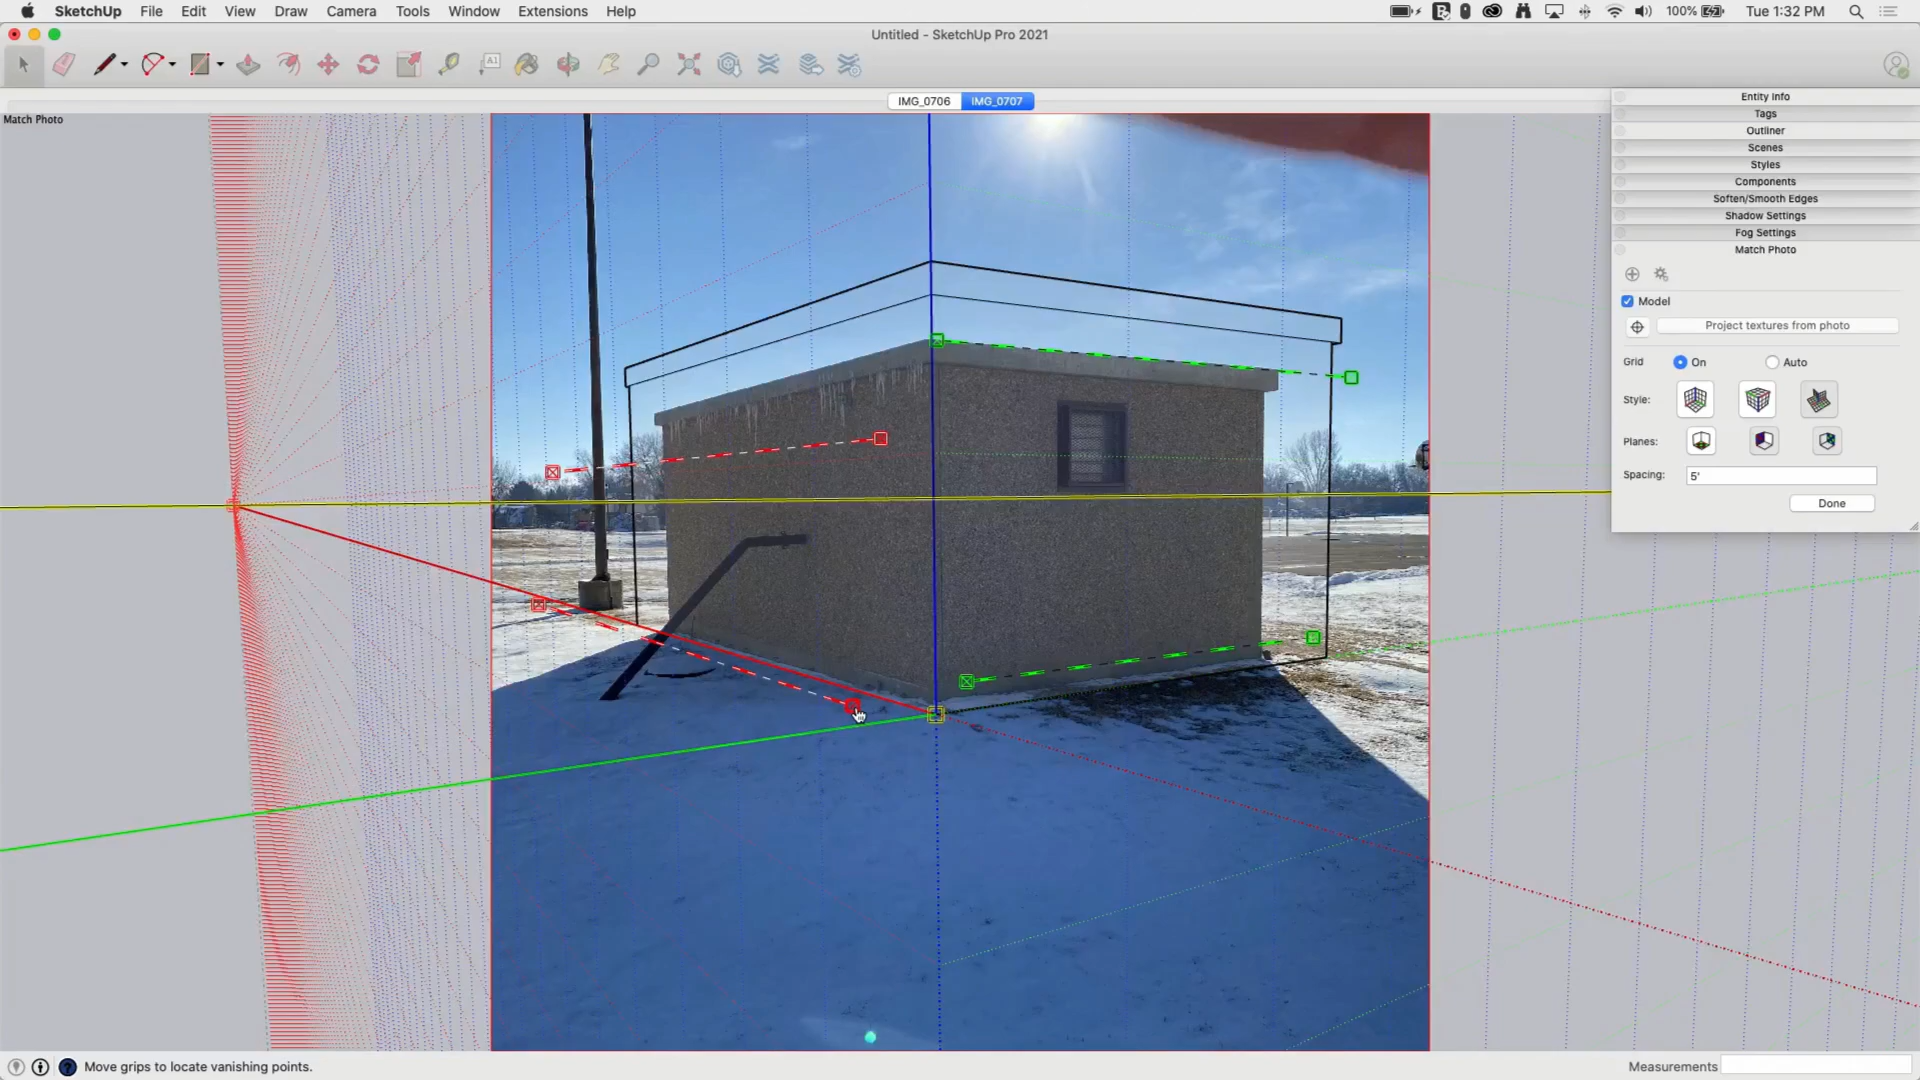 SketchUp File Edit View Draw Camera Tools Window Extensions Help 100% Tue 1:32 PM
Untitled - SketchUp Pro 2021
A1
IMG_0706 IMG_0707
Match Photo
Entity Info
Tags
Outliner
Scenes
Styles
Components
Soften/Smooth Edges
Shadow Settings
Fog Settings
Match Photo
Model
Project textures from photo
Grid On Auto
Style:
Planes:
Spacing: 5'
Done
Move grips to locate vanishing points.
Measurements